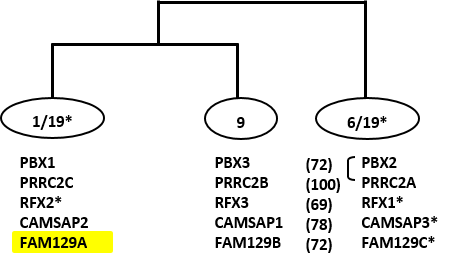 1/19* 9 6/19*
PBX1 PBX3 (72) PBX2
PRRC2C PRRC2B (100) PRRC2A
RFX2* RFX3 (69) RFX1*
CAMSAP2 CAMSAP1 (78) CAMSAP3*
FAM129A FAM129B (72) FAM129C*